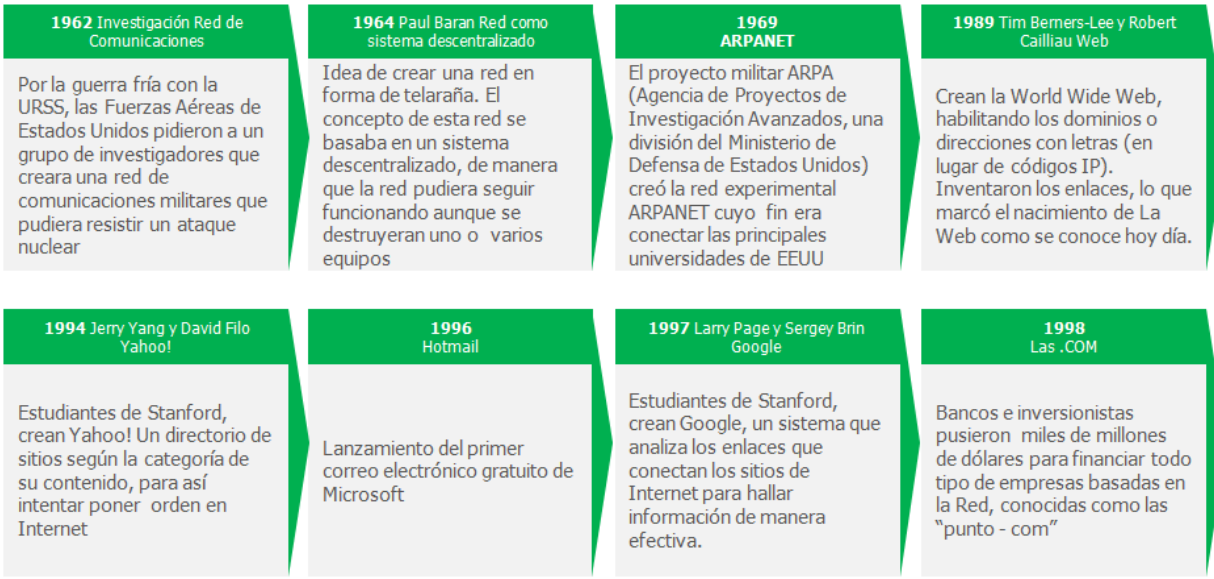 1962 Investigación Red de
Comunicaciones
Por la guerra fría con la
URSS, las Fuerzas Aéreas de
Estados Unidos pidieron a un
grupo de investigadores que
creara una red de
comunicaciones militares que
pudiera resistir un ataque
nuclear
1964 Paul Baran Red como
sistema descentralizado
Idea de crear una red en
forma de telaraña. El
concepto de esta red se
basaba en un sistema
descentralizado, de manera
que la red pudiera seguir
funcionando aunque se
destruyeran uno o varios
equipos
1969
ARPANET
El proyecto militar ARPA
(Agencia de Proyectos de
Investigación Avanzados, una
división del Ministerio de
Defensa de Estados Unidos)
creó la red experimental
ARPANET cuyo fin era
conectar las principales
universidades de EEUU
1989 Tim Berners-Lee y Robert
Cailliau Web
Crean la World Wide Web,
habilitando los dominios o
direcciones con letras (en
lugar de códigos IP).
Inventaron los enlaces, lo que
marcó el nacimiento de La
Web como se conoce hoy día.
1994 Jerry Yang y David Filo
Yahoo!
Estudiantes de Stanford,
crean Yahoo! Un directorio de
sitios según la categoría de
su contenido, para así
intentar poner orden en
Internet
1996
Hotmail
Lanzamiento del primer
correo electrónico gratuito de
Microsoft
1997 Larry Page y Sergey Brin
Google
Estudiantes de Stanford,
crean Google, un sistema que
analiza los enlaces que
conectan los sitios de
Internet para hallar
información de manera
efectiva.
1998
Las .COM
Bancos e inversionistas
pusieron miles de millones
de dólares para financiar todo
tipo de empresas basadas en
la Red, conocidas como las
“punto - com”